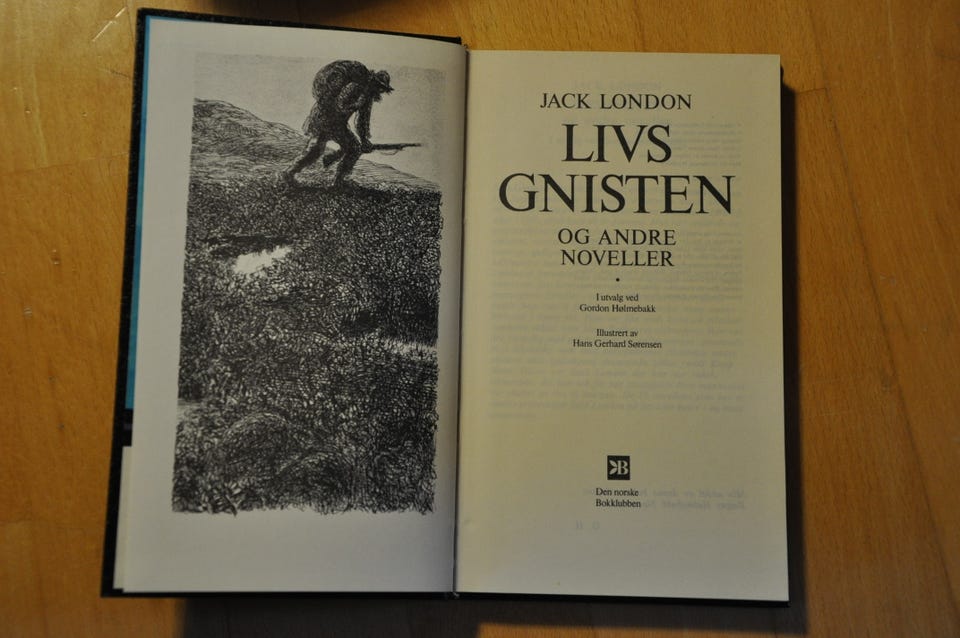 JACK LONDON
LIVS
GNISTEN
OG ANDRE
NOVELLER
•
I utvalg ved
Gordon Hølmebakk
Illustrert av
Hans Gerhard Sørensen
B
Den norske
Bokklubben